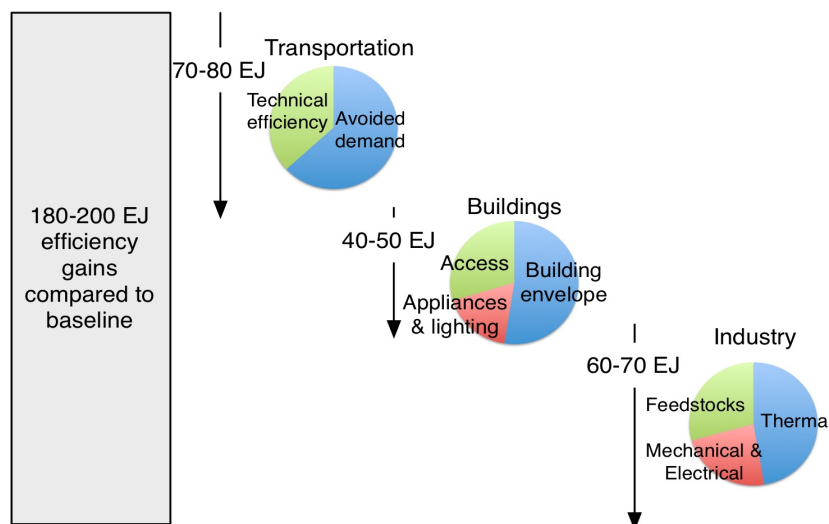 180-200 EJ
efficiency
gains
compared to
baseline
70-80 EJ
Transportation
Technical
efficiency
Avoided
demand
40-50 EJ
Buildings
Access
Building
envelope
Appliances
& lighting
60-70 EJ
Industry
Feedstocks
Therma
Mechanical &
Electrical